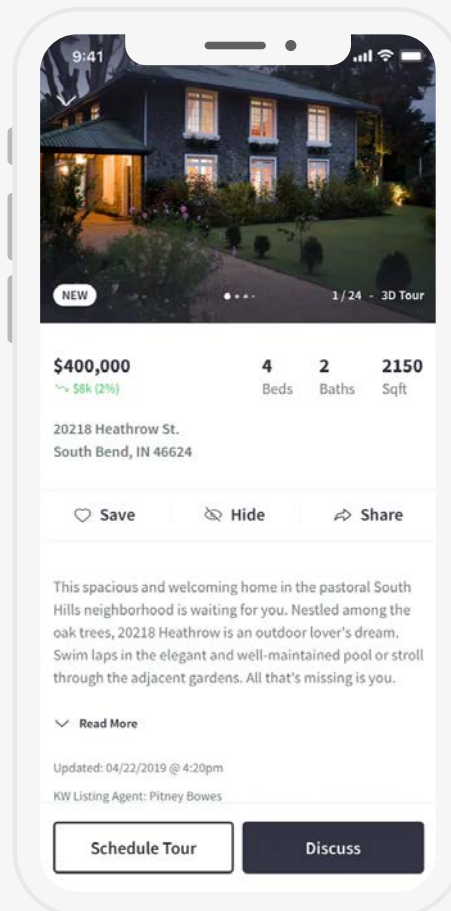 9:41
NEW
1 / 24 - 3D Tour
$400,000 4 2 2150
$8k (2%) Beds Baths Sqft
20218 Heathrow St.
South Bend, IN 46624
Save Hide Share
This spacious and welcoming home in the pastoral South
Hills neighborhood is waiting for you. Nestled among the
oak trees, 20218 Heathrow is an outdoor lover's dream.
Swim laps in the elegant and well-maintained pool or stroll
through the adjacent gardens. All that's missing is you.
Read More
Updated: 04/22/2019 @ 4:20pm
KW Listing Agent: Pitney Bowes
Schedule Tour Discuss